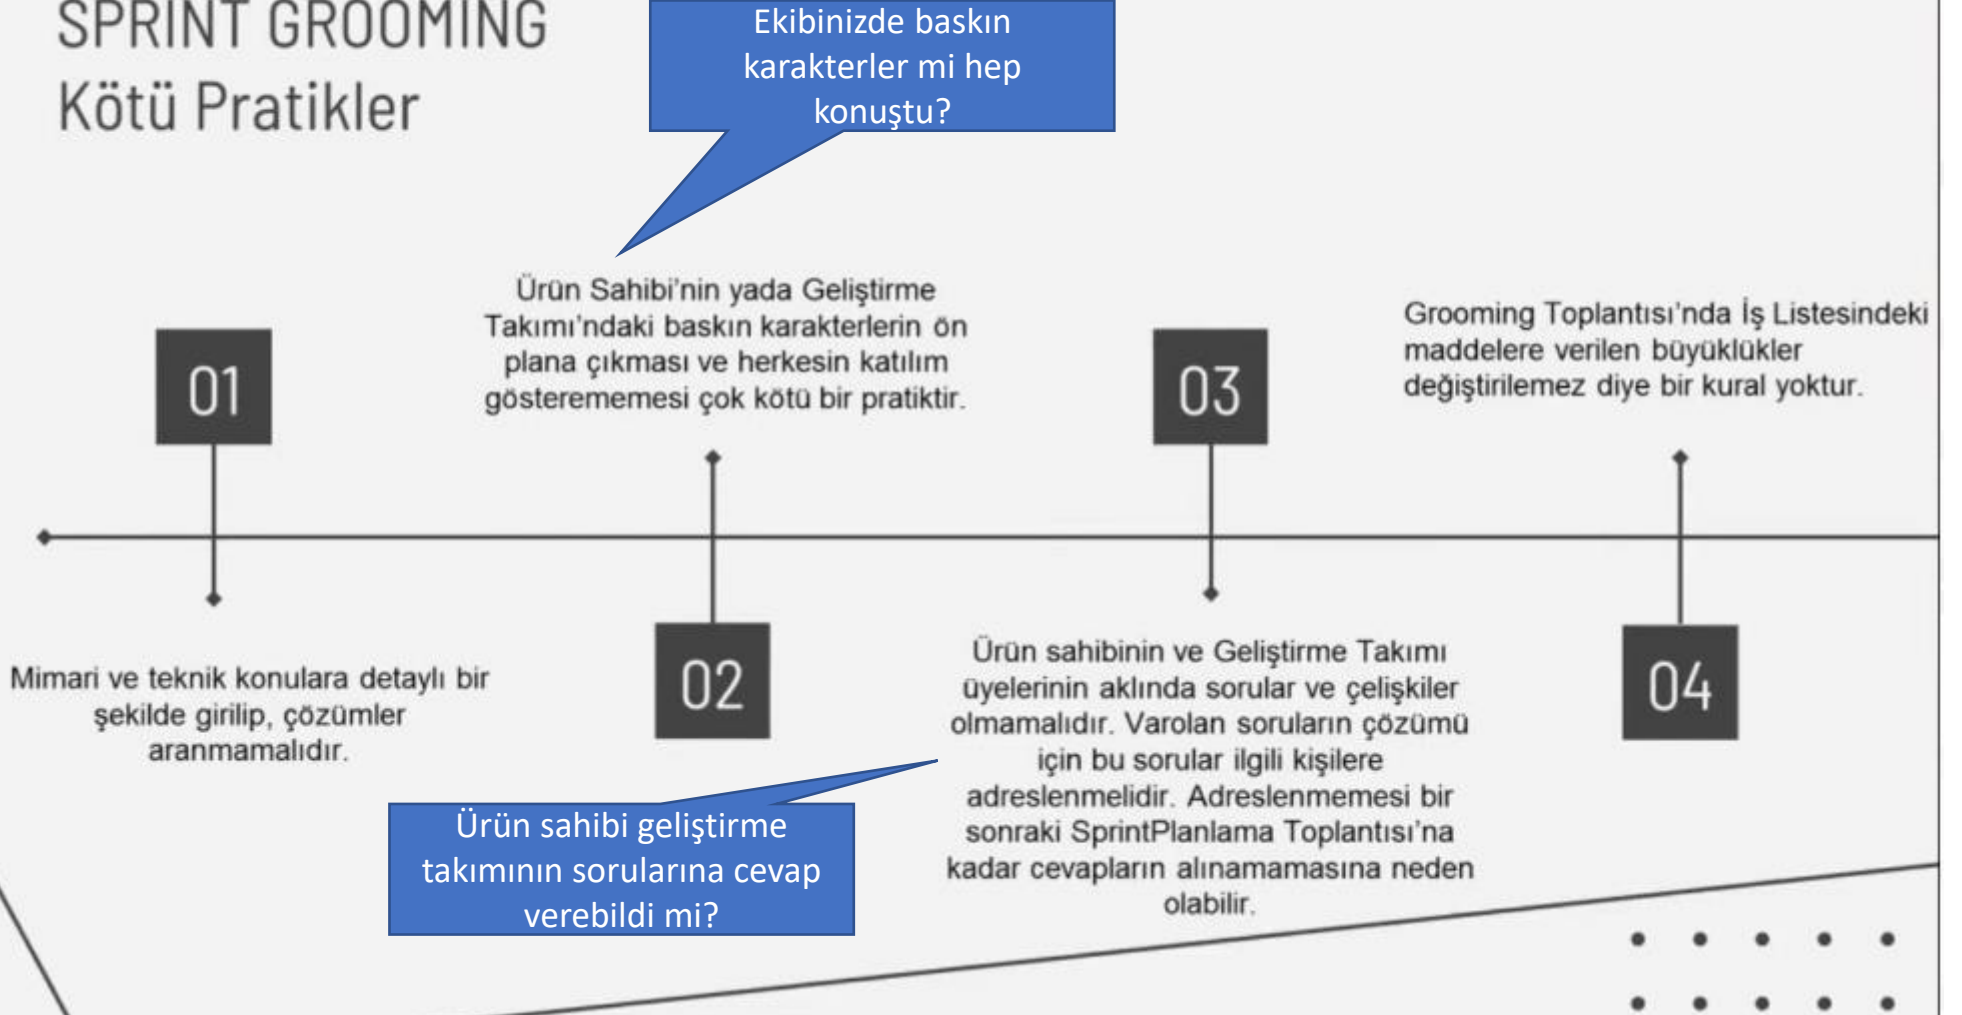 SPRINT GROOMING
Kötü Pratikler
Ekibinizde baskın
karakterler mi hep
konuştu?
01
Mimari ve teknik konulara detaylı bir
şekilde girilip, çözümler
aranmamalıdır.
Ürün Sahibi'nin yada Geliştirme
Takımı'ndaki baskın karakterlerin ön
plana çıkması ve herkesin katılım
gösterememesi çok kötü bir pratiktir.
02
03
Ürün sahibinin ve Geliştirme Takımı
üyelerinin aklında sorular ve çelişkiler
olmamalıdır. Varolan soruların çözümü
için bu sorular ilgili kişilere
adreslenmelidir. Adreslenmemesi bir
sonraki SprintPlanlama Toplantısı'na
kadar cevapların alınamamasına neden
olabilir.
Ürün sahibi geliştirme
takımının sorularına cevap
verebildi mi?
Grooming Toplantısı'nda İş Listesindeki
maddelere verilen büyüklükler
değiştirilemez diye bir kural yoktur.
04